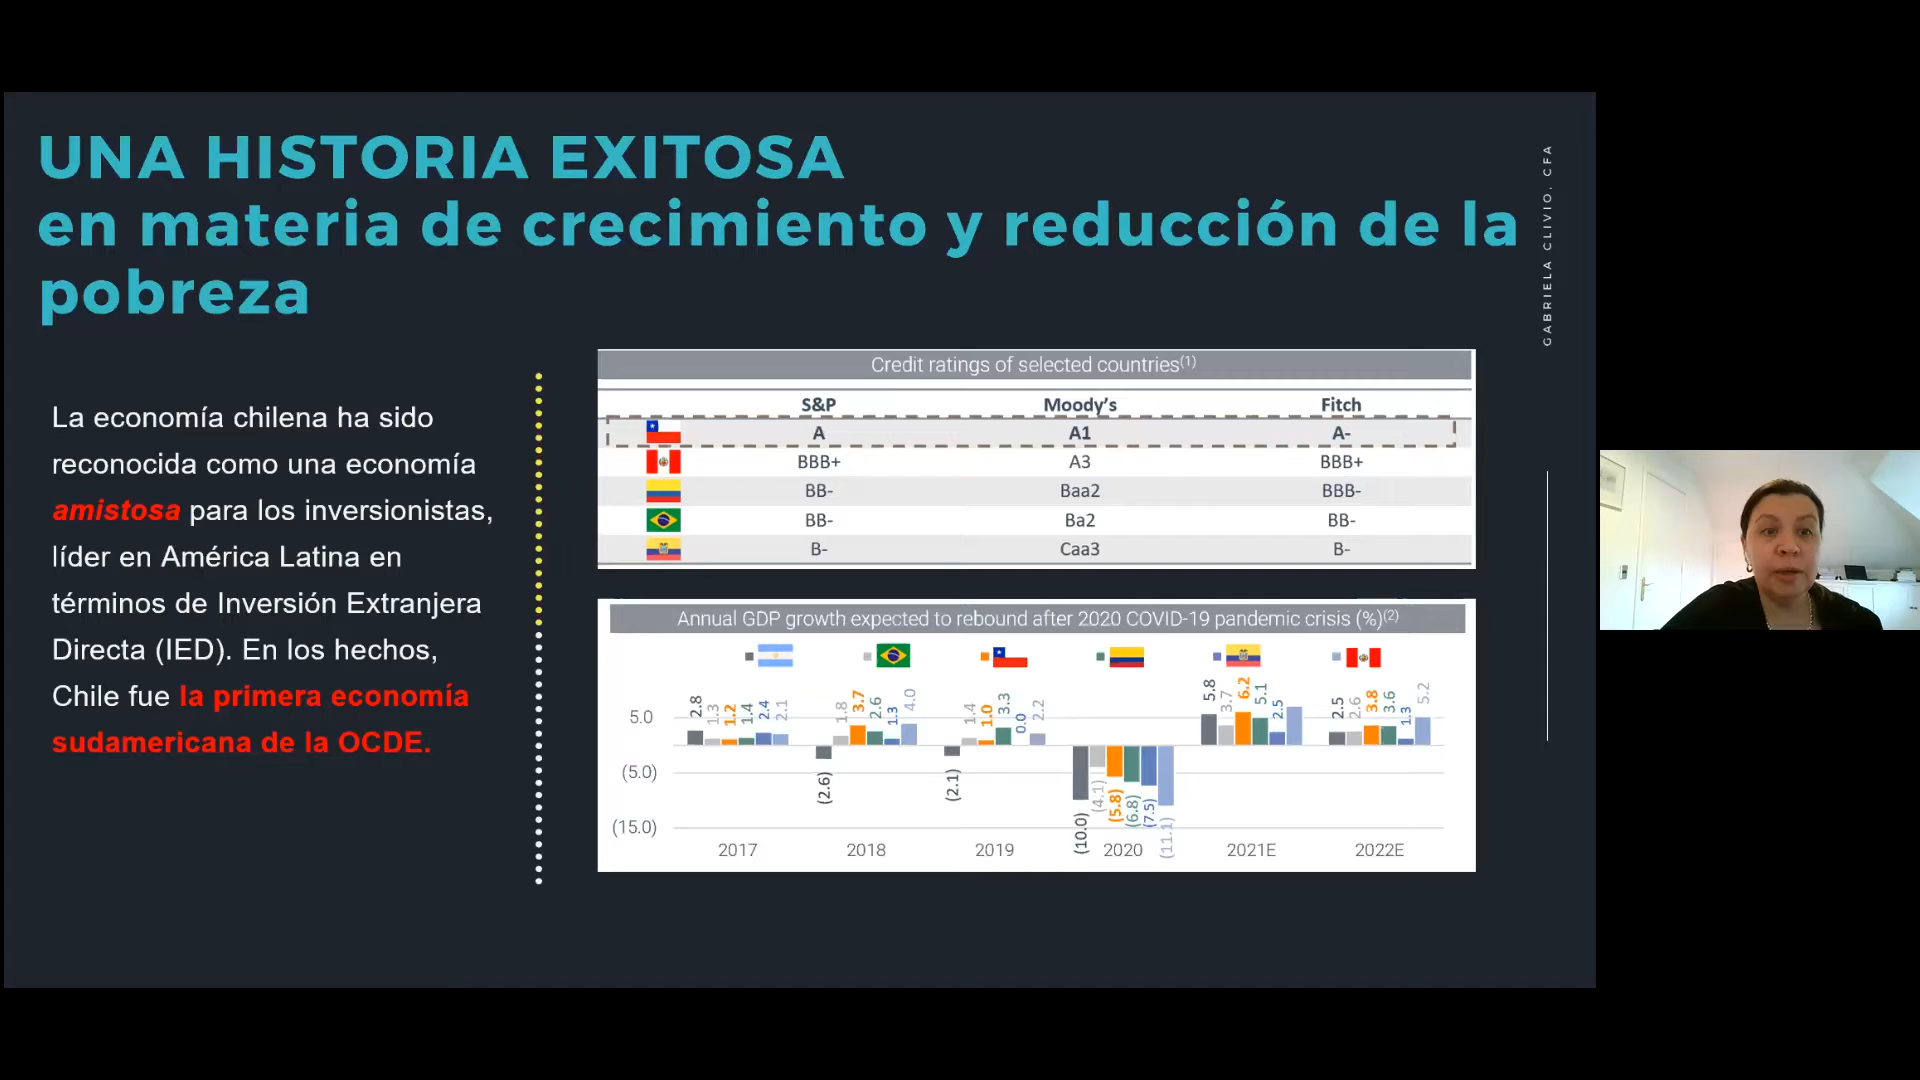 UNA HISTORIA EXITOSA
en materia de crecimiento y reducción de la
pobreza
GABRIELA CLIVIO, CFA
La economía chilena ha sido
reconocida como una economía
amistosa para los inversionistas,
líder en América Latina en
términos de Inversión Extranjera
Directa (IED). En los hechos,
Chile fue la primera economía
sudamericana de la OCDE.
Credit ratings of selected countries(1)
S&P Moody's Fitch
A A1 A-
BBB+ A3 BBB+
BB- Baa2 BBB-
BB- Ba2 BB-
B- Caa3 B-
Annual GDP growth expected to rebound after 2020 COVID-19 pandemic crisis (%)(2)
5.0
(5.0)
(15.0)
2.8 1.3 1.2 1.4 2.4 2.1
(2.6) 1.8 3.7 2.6 1.3 4.0
(2.1) 1.4 1.0 3.3 0.0 2.2
(10.0) (4.1) (5.8) (6.8) (7.5) (11.1)
5.8 3.7 6.2 5.1 2.5
2.5 2.6 3.8 3.6 1.3 5.2
2017 2018 2019 2020 2021E 2022E